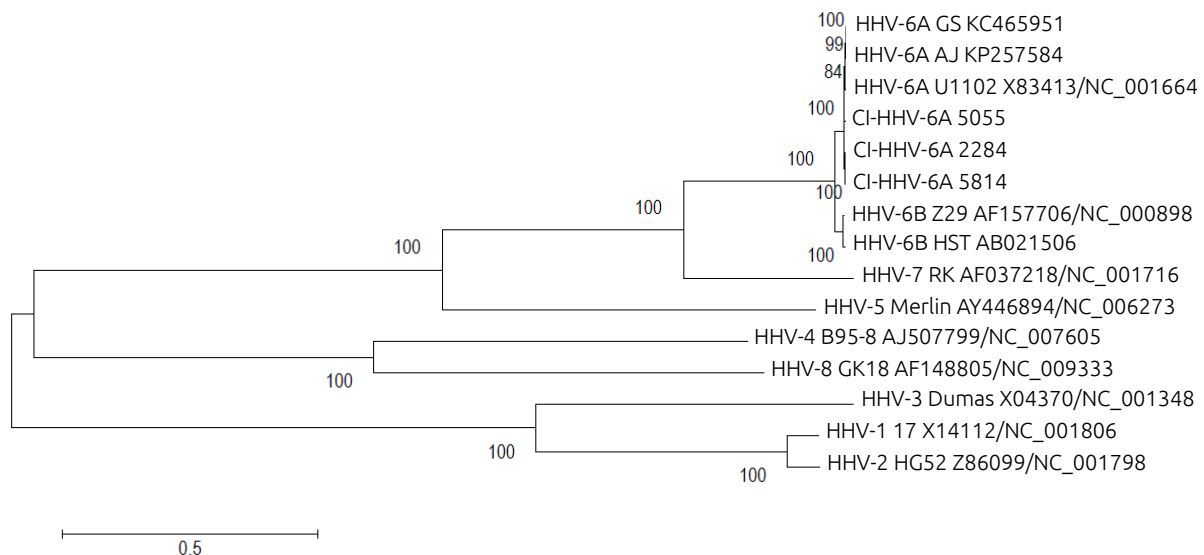 100 HHV-6A GS KC465951
99 HHV-6A AJ KP257584
84 HHV-6A U1102 X83413/NC_001664
100 CI-HHV-6A 5055
100 CI-HHV-6A 2284
100 CI-HHV-6A 5814
100 HHV-6B Z29 AF157706/NC_000898
100 HHV-6B HST AB021506
100 HHV-7 RK AF037218/NC_001716
HHV-5 Merlin AY446894/NC_006273
HHV-4 B95-8 AJ507799/NC_007605
100 HHV-8 GK18 AF148805/NC_009333
HHV-3 Dumas X04370/NC_001348
HHV-1 17 X14112/NC_001806
100
100 HHV-2 HG52 Z86099/NC_001798
0.5